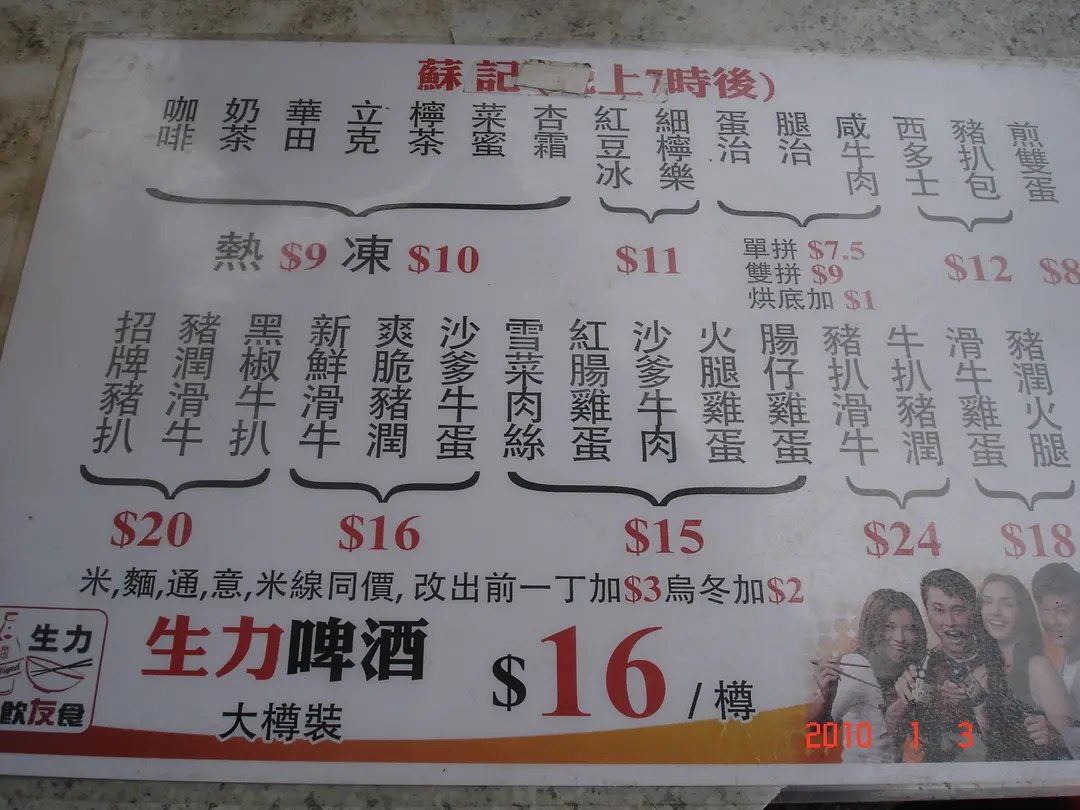 蘇記 上7時後)
咖啡 奶茶 華田 立克 檸茶 菜蜜 杏霜 紅豆冰 細檸樂 蛋治 腿治 咸牛肉 西多士 豬扒包 煎雙蛋
熱 $9 凍 $10 $11 單拼 $7.5 $12 $8
雙拼 $9
烘底加 $1
招牌豬扒 豬潤滑牛 黑椒牛扒 新鮮滑牛 爽脆豬潤 沙爹牛蛋 雪菜肉絲 紅腸雞蛋 沙爹牛肉 火腿雞蛋 腸仔雞蛋 豬扒滑牛 牛扒豬潤 滑牛雞蛋 豬潤火腿
$20 $16 $15 $24 $18
米,麵,通,意,米線同價, 改出前一丁加$3烏冬加$2
生力啤酒 $16 /樽
大樽裝
生力
飲友食
2010 1 3